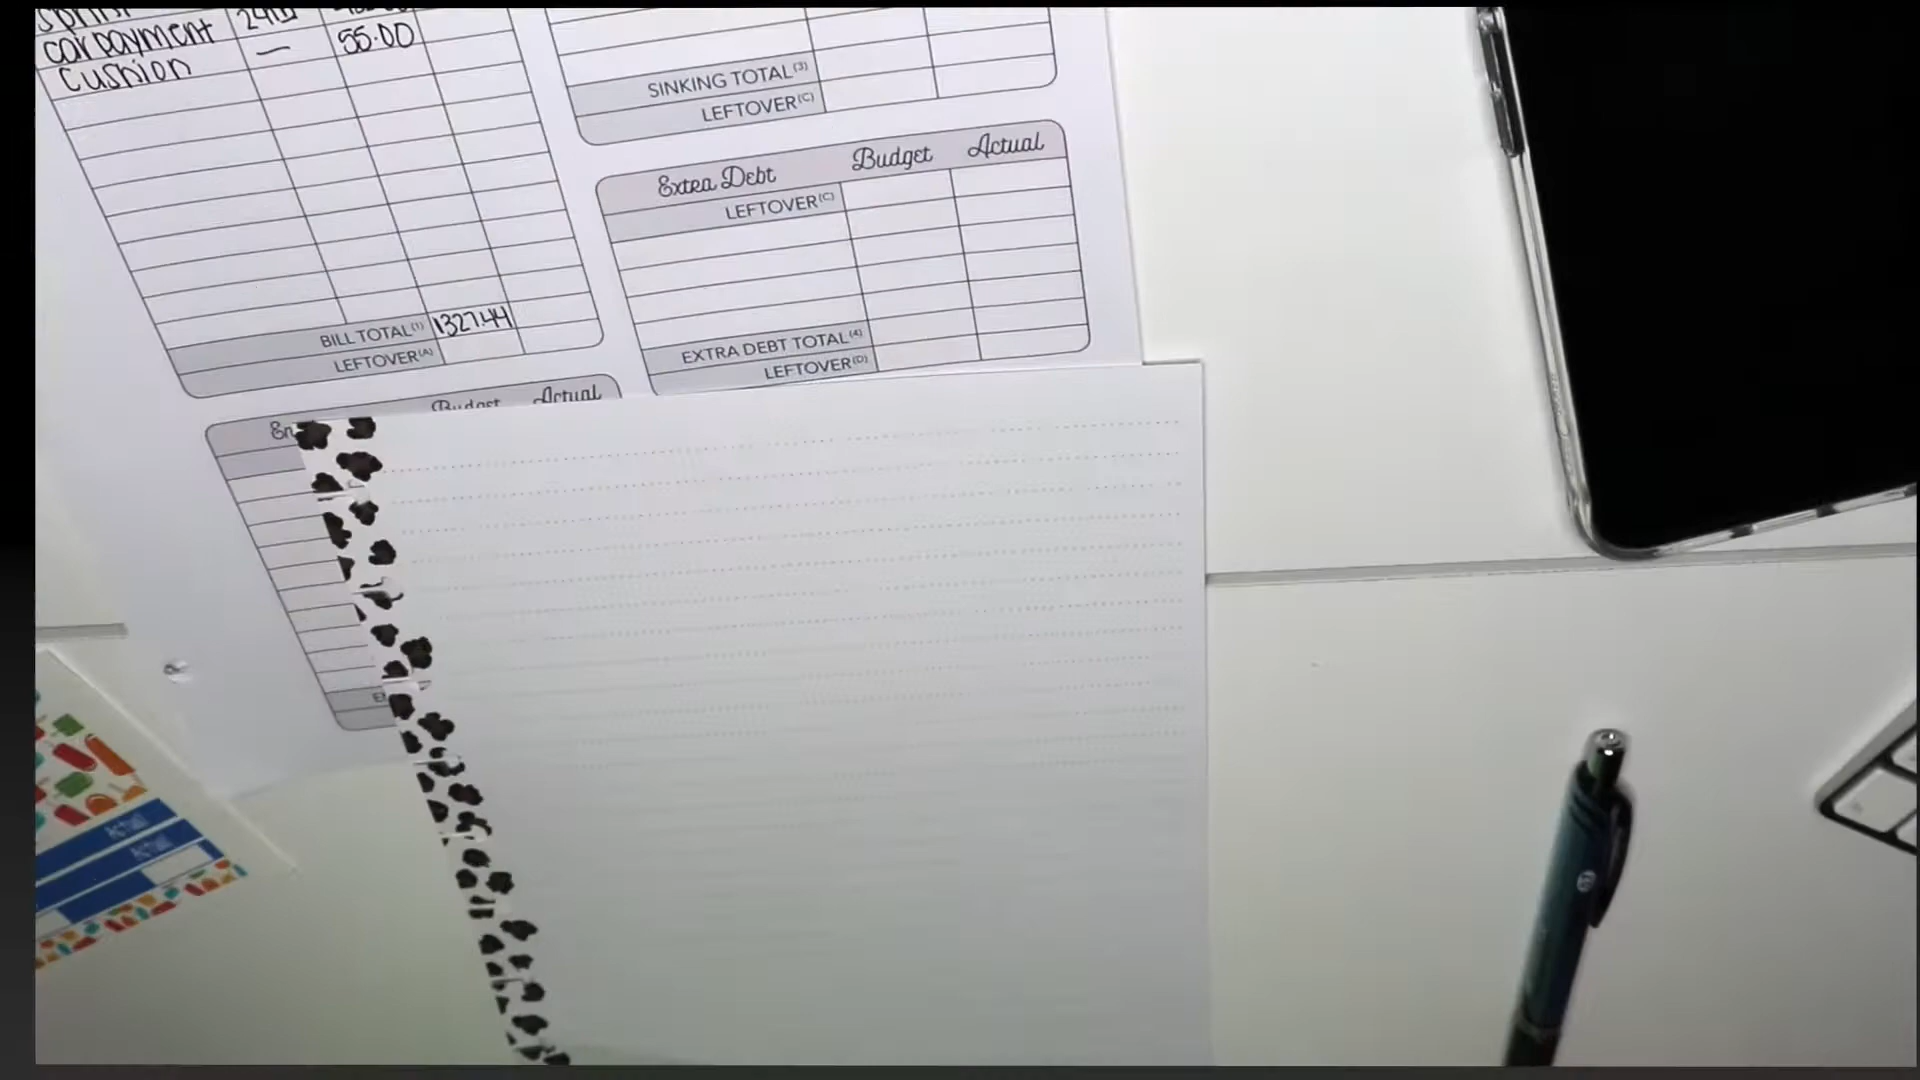 car payment 24th
Cushion — 55.00
BILL TOTAL(1) 1327.44
LEFTOVER(A)
Budget Actual
SINKING TOTAL(3)
LEFTOVER(C)
Extra Debt Budget Actual
LEFTOVER(C)
EXTRA DEBT TOTAL(4)
LEFTOVER(D)